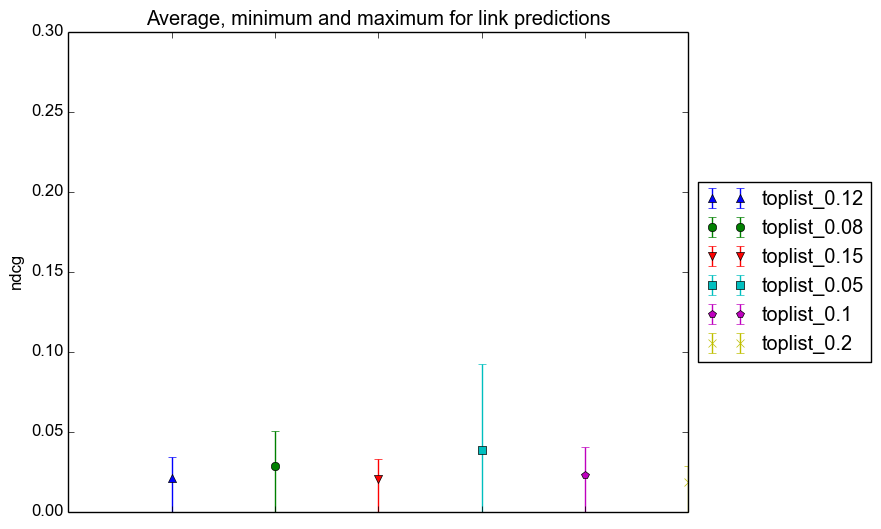 Average, minimum and maximum for link predictions
0.30
0.25
0.20
0.15
0.10
0.05
0.00
ndcg
toplist_0.12
toplist_0.08
toplist_0.15
toplist_0.05
toplist_0.1
toplist_0.2